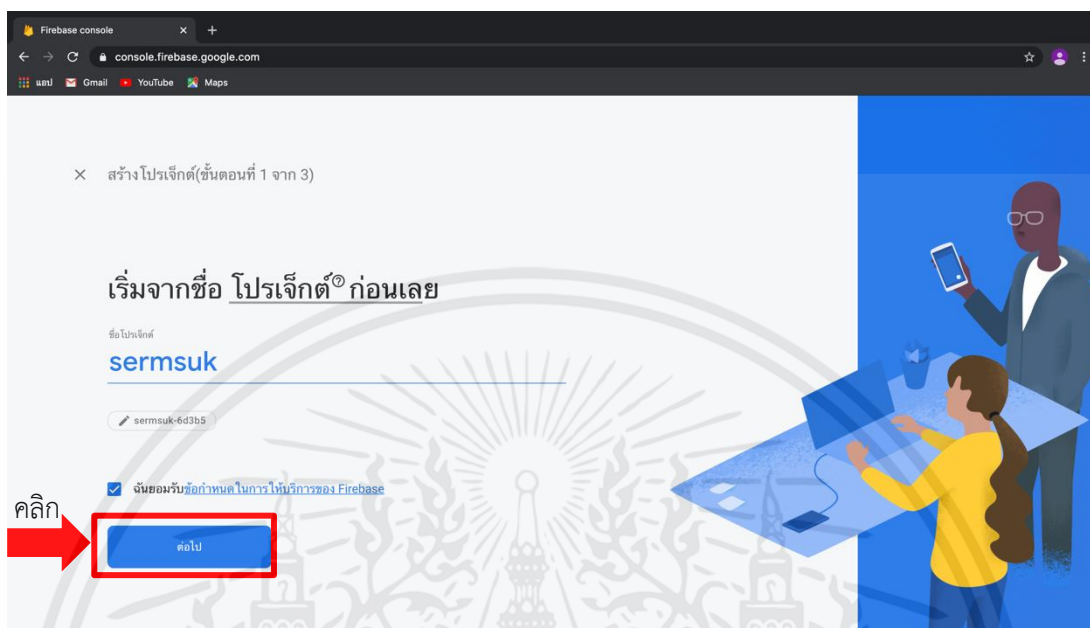 Firebase console
console.firebase.google.com
แอป Gmail YouTube Maps
สร้างโปรเจ็กต์(ขั้นตอนที่ 1 จาก 3)
เริ่มจากชื่อ โปรเจ็กต์ ก่อนเลย
ชื่อโปรเจ็กต์
sermsuk
sermsuk-6d3b5
ฉันยอมรับข้อกำหนดในการให้บริการของ Firebase
คลิก
ต่อไป